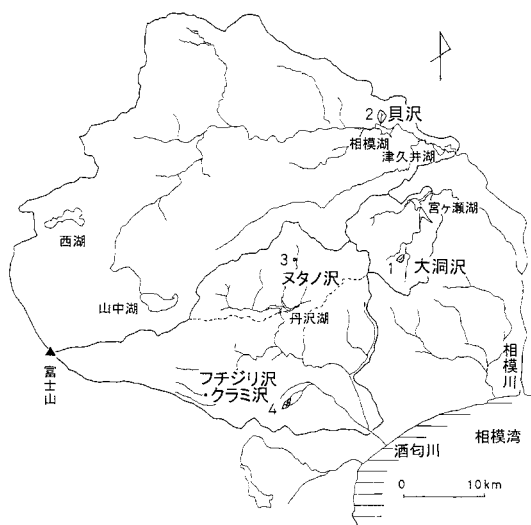 2 貝沢
相模湖
津久井湖
宮ヶ瀬湖
西湖
3
ヌタノ沢
1
大洞沢
山中湖
丹沢湖
富士山
フチジリ沢
・クラミ沢
4
相模川
相模湾
酒匂川
0 10km